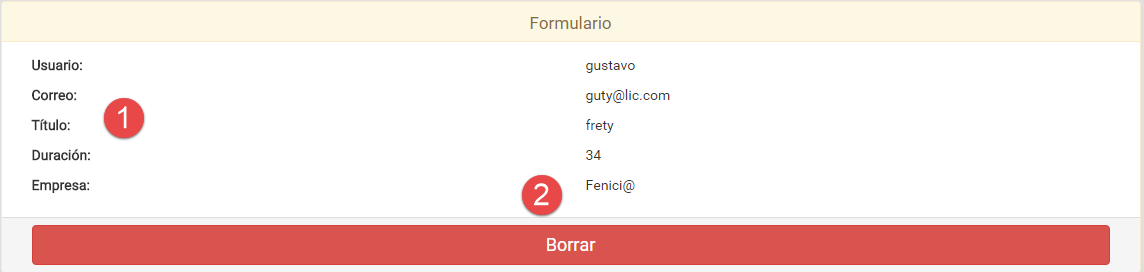 Formulario
Usuario: gustavo
Correo: guty@lic.com
1
Título: frety
Duración: 34
Empresa: Fenici@
2
Borrar